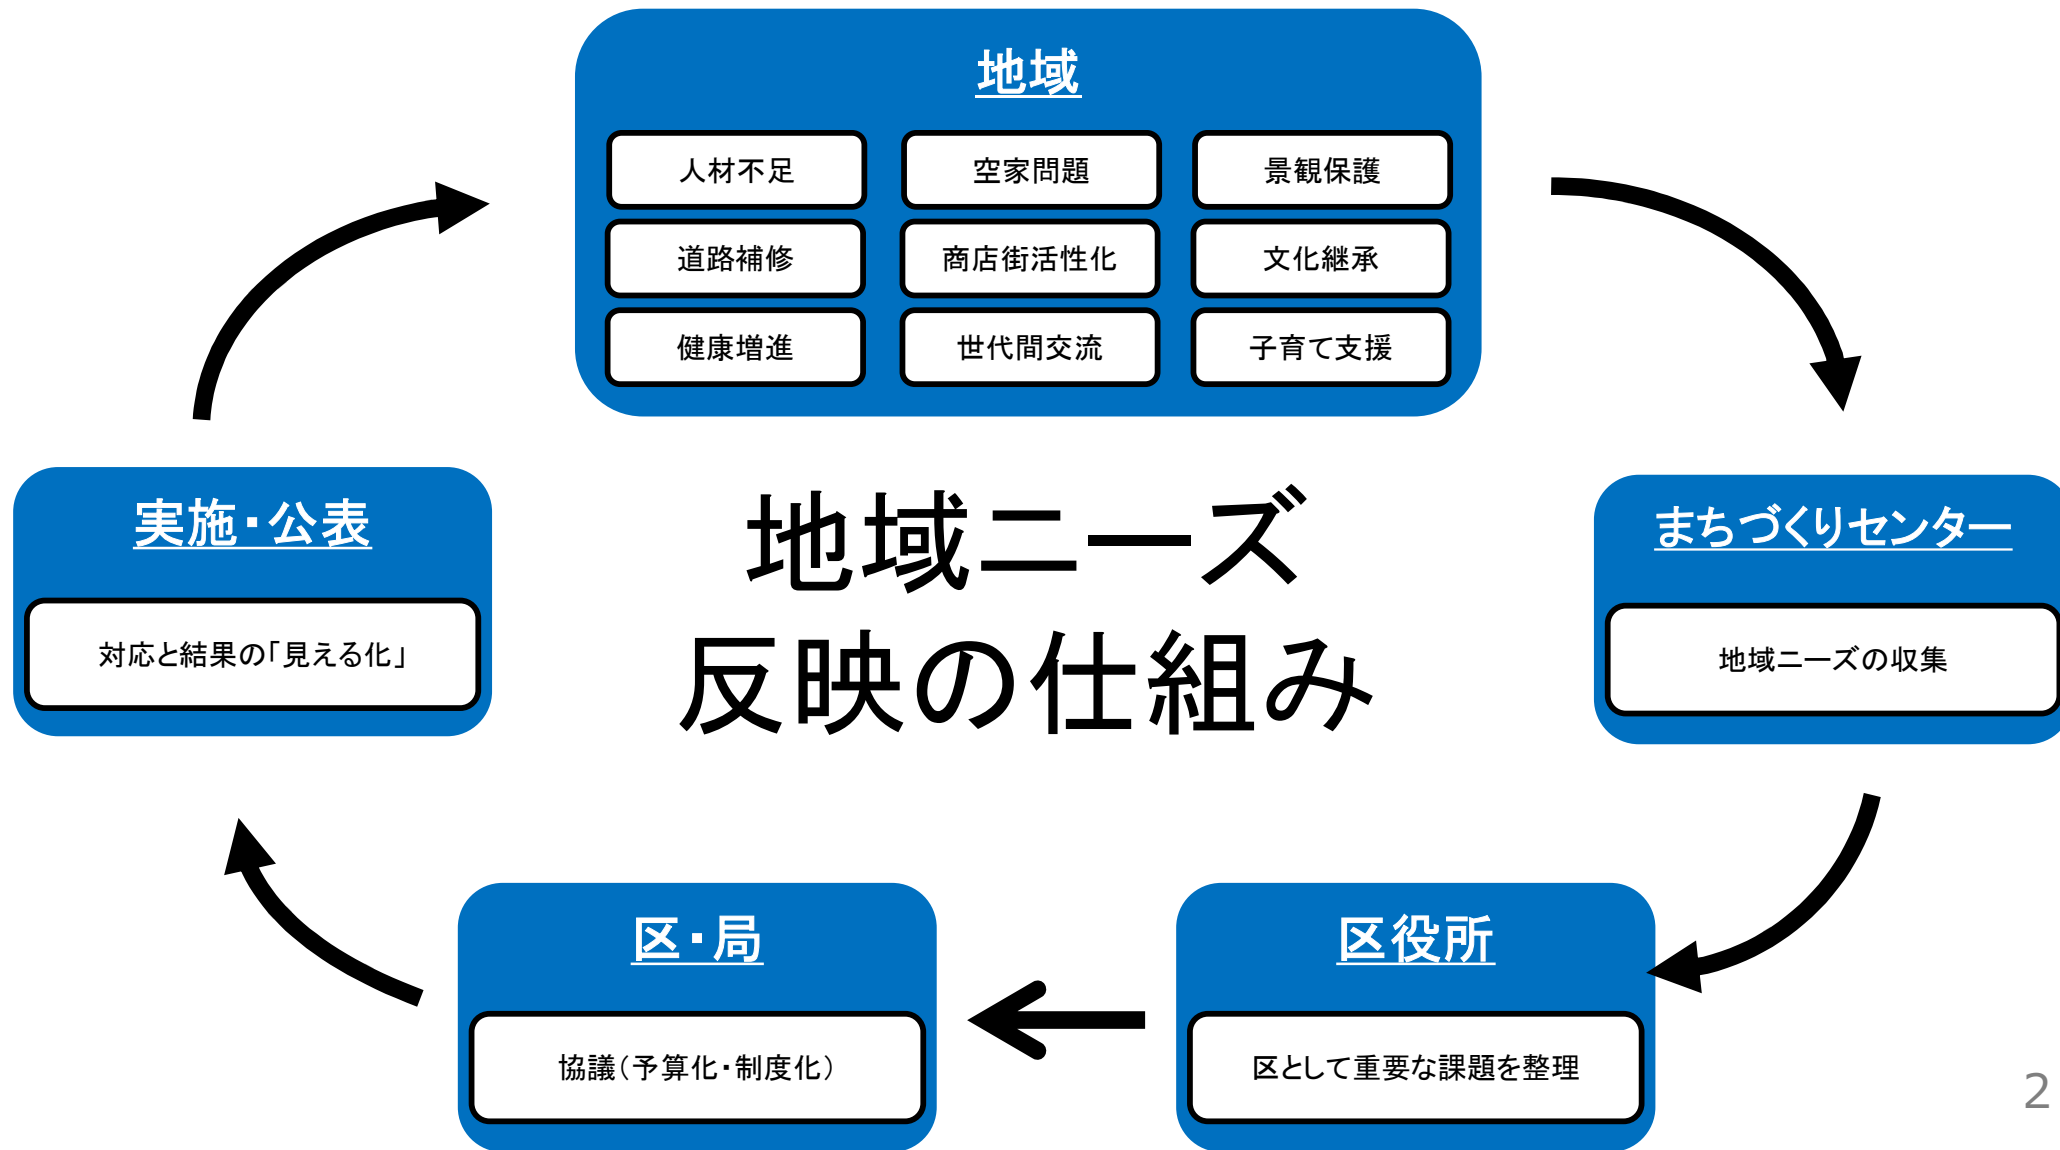 地域
人材不足
空家問題
景観保護
道路補修
商店街活性化
文化継承
健康増進
世代間交流
子育て支援
地域ニーズ
反映の仕組み
実施・公表
対応と結果の「見える化」
まちづくりセンター
地域ニーズの収集
区・局
協議（予算化・制度化）
区役所
区として重要な課題を整理
2